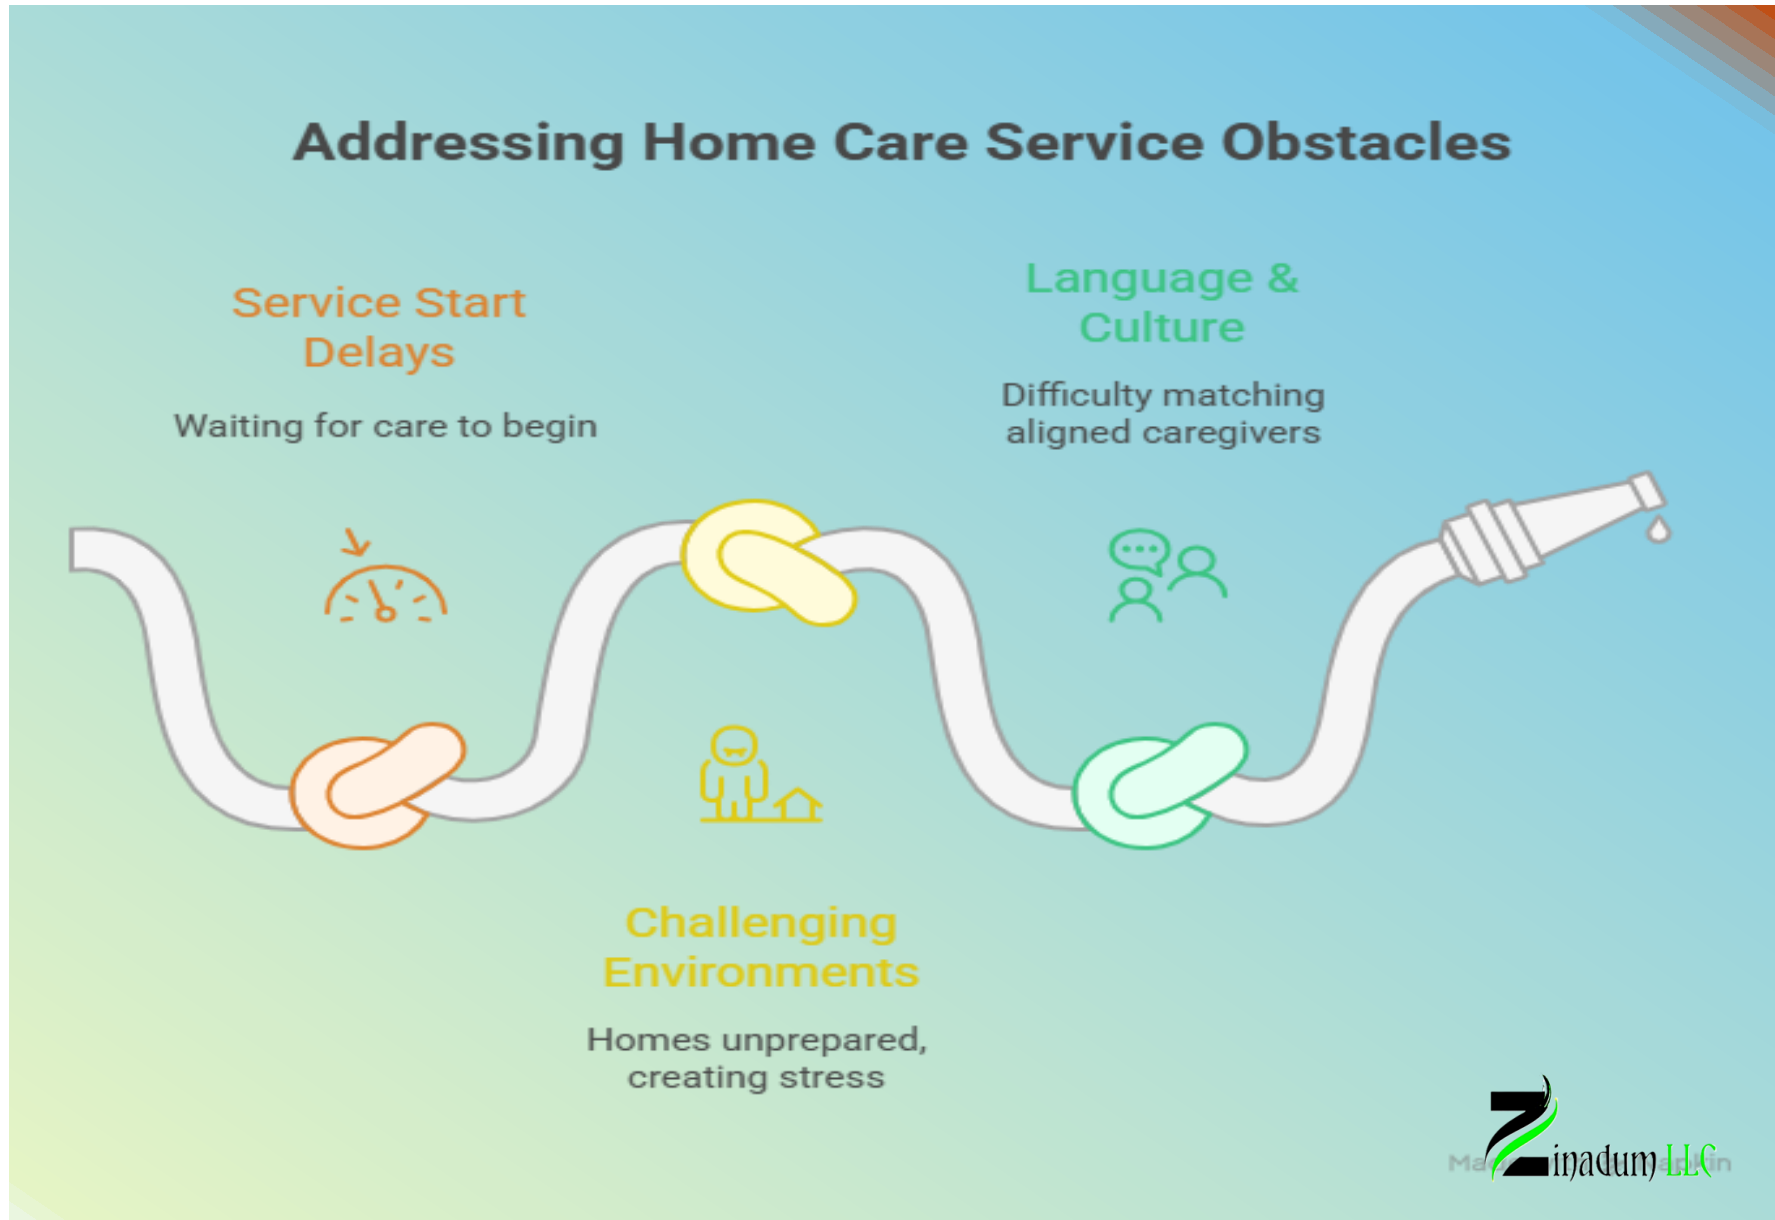 Addressing Home Care Service Obstacles
Service Start
Delays
Waiting for care to begin
Language &
Culture
Difficulty matching
aligned caregivers
Challenging
Environments
Homes unprepared,
creating stress
Zinadum LLC